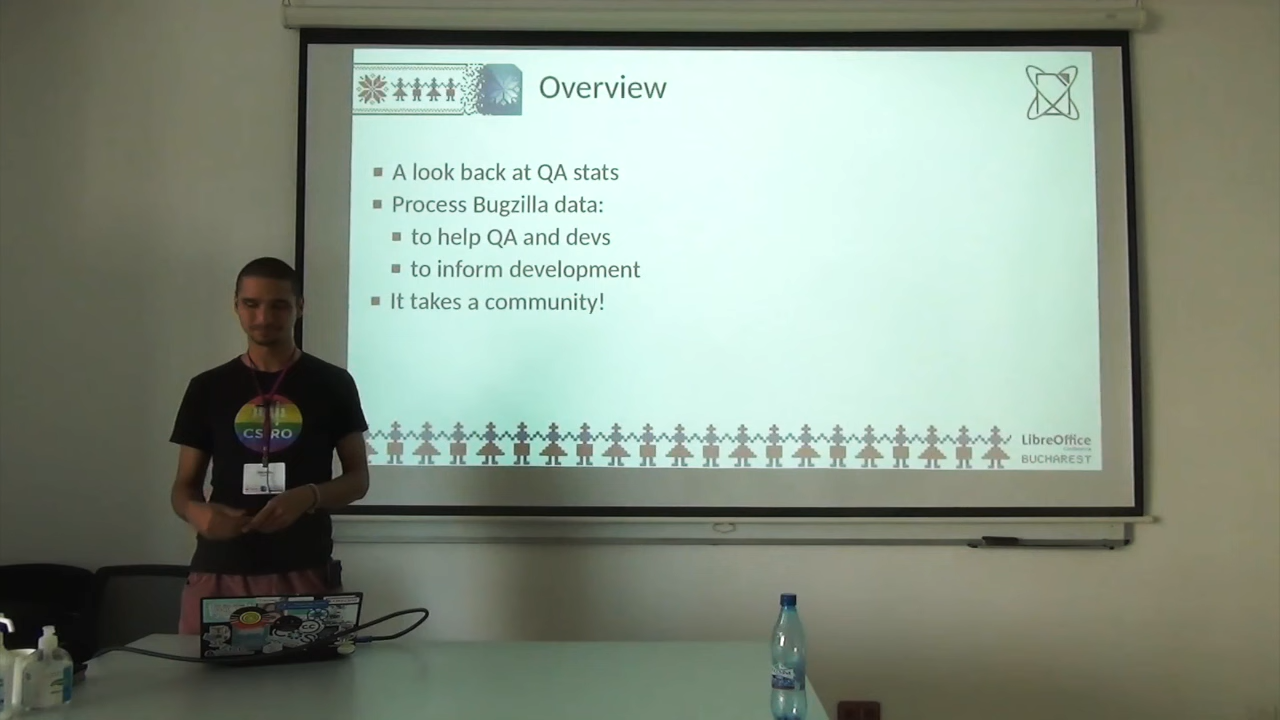 Overview
A look back at QA stats
Process Bugzilla data:
to help QA and devs
to inform development
It takes a community!
LibreOffice
BUCHAREST